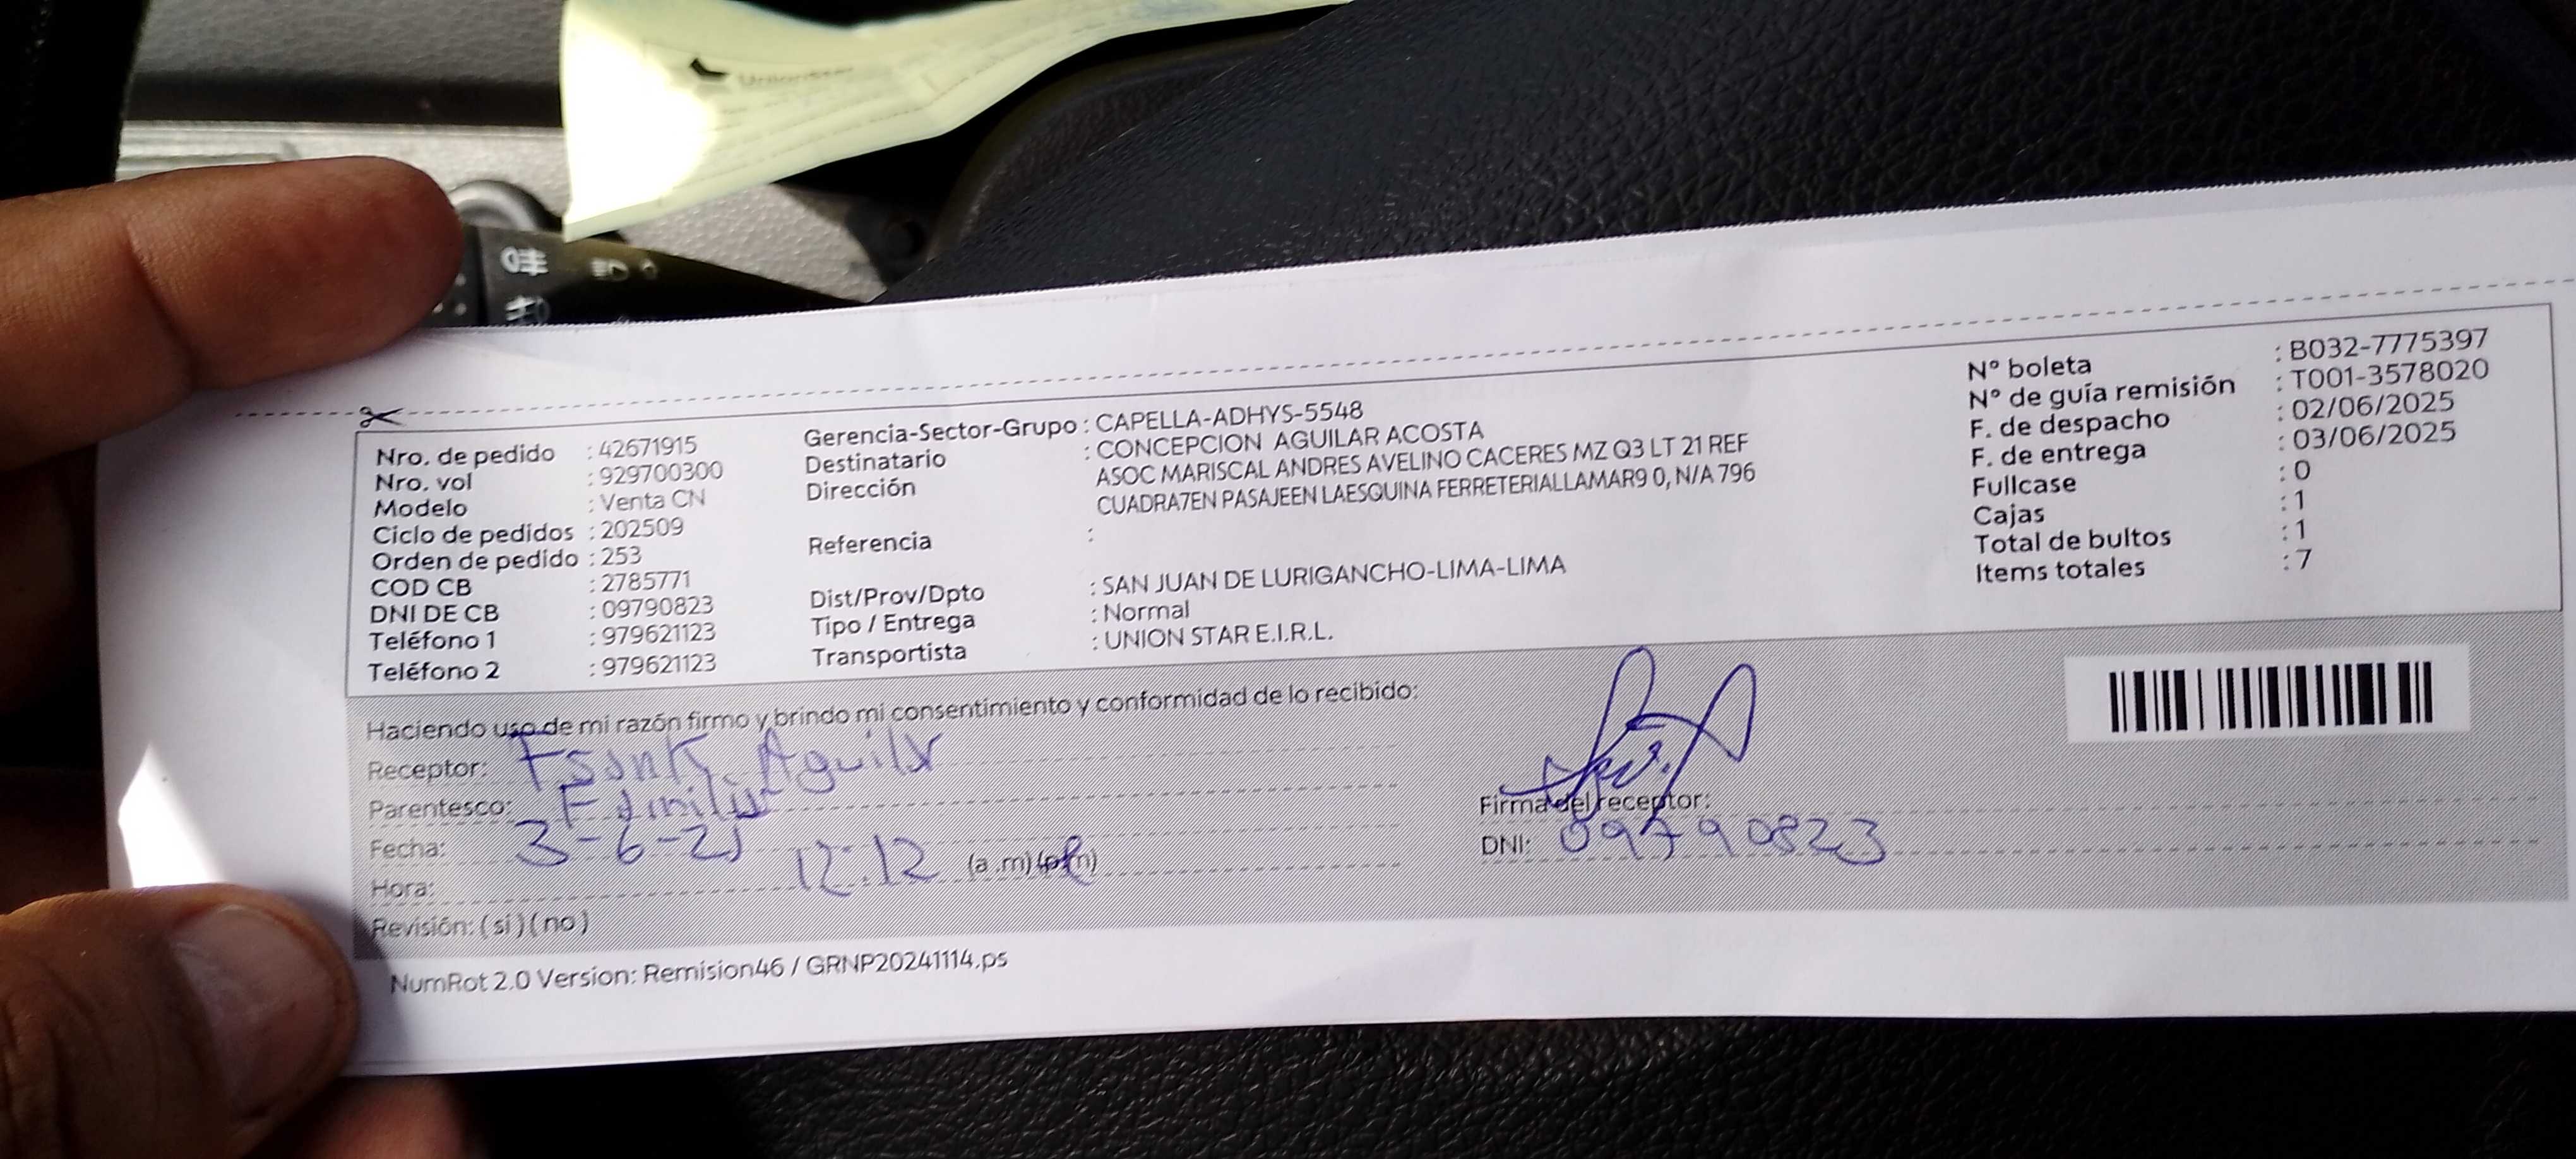 Unionstar
Nro. de pedido : 42671915
Nro. vol : 929700300
Modelo : Venta CN
Ciclo de pedidos : 202509
Orden de pedido : 253
COD CB : 2785771
DNI DE CB : 09790823
Teléfono 1 : 979621123
Teléfono 2 : 979621123
Gerencia-Sector-Grupo : CAPELLA-ADHYS-5548
Destinatario : CONCEPCION AGUILAR ACOSTA
Dirección ASOC MARISCAL ANDRES AVELINO CACERES MZ Q3 LT 21 REF
CUADRA7EN PASAJEEN LAESQUINA FERRETERIALLAMAR9 0, N/A 796
Referencia :
Dist/Prov/Dpto : SAN JUAN DE LURIGANCHO-LIMA-LIMA
Tipo / Entrega : Normal
Transportista : UNION STAR E.I.R.L.
N° boleta : B032-7775397
N° de guía remisión : T001-3578020
F. de despacho : 02/06/2025
F. de entrega : 03/06/2025
Fullcase : 0
Cajas : 1
Total de bultos : 1
Items totales : 7
Haciendo uso de mi razón firmo y brindo mi consentimiento y conformidad de lo recibido:
Receptor: Frank Aguilar
Parentesco: Familiar
Fecha: 3-6-25
Hora: 12:12 (a .m) (p.m)
Revisión: ( si ) ( no )
Firma del receptor:
DNI: 09790823
NumRot 2.0 Version: Remision46 / GRNP20241114.ps